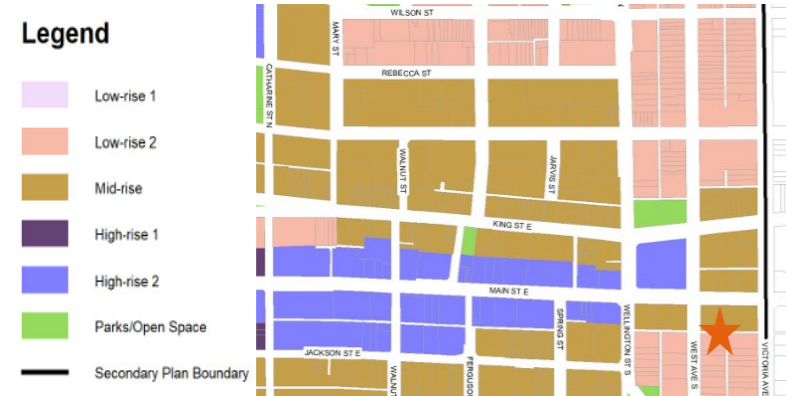 Legend
Low-rise 1
Low-rise 2
Mid-rise
High-rise 1
High-rise 2
Parks/Open Space
Secondary Plan Boundary
WILSON ST
MARY ST
REBECCA ST
CATHARINE ST N
WALNUT ST
JARVIS ST
KING ST E
MAIN ST E
SPRING ST
WELLINGTON ST S
JACKSON ST E
WALNUT
FERGUSO
WEST AVE S
VICTORIA AVE